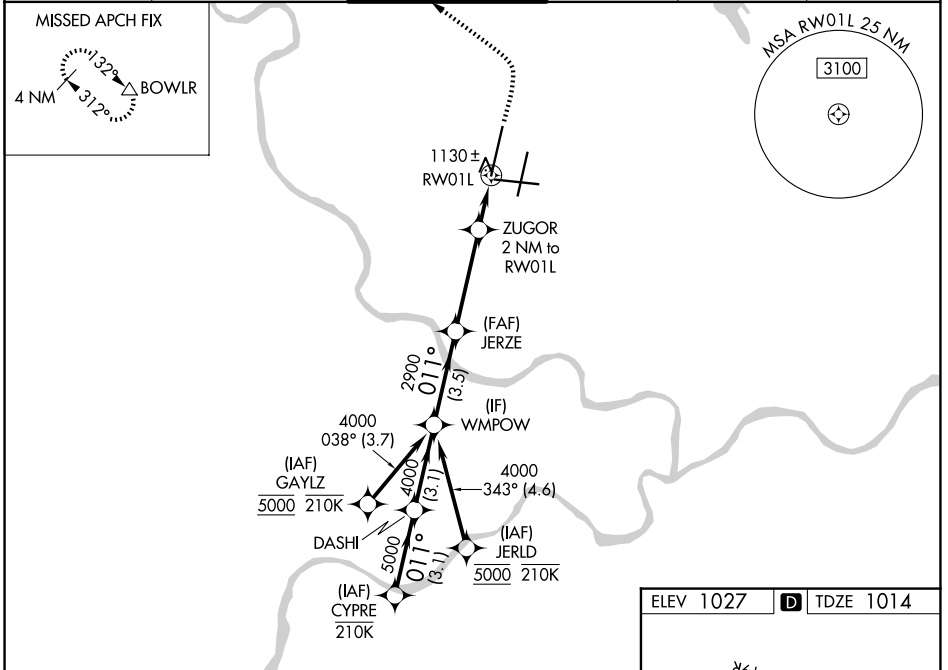 MISSED APCH FIX
132°
4 NM
312°
BOWLR
MSA RW01L 25 NM
3100
1130 ±
RW01L
ZUGOR
2 NM to
RW01L
(FAF)
JERZE
2900
011°
(3.5)
(IF)
WMPOW
4000
038° (3.7)
(IAF)
GAYLZ
5000 210K
4000
(3.1)
4000
343° (4.6)
DASHI
(IAF)
JERLD
5000 210K
5000
011°
(3.1)
(IAF)
CYPRE
210K
ELEV 1027 D TDZE 1014